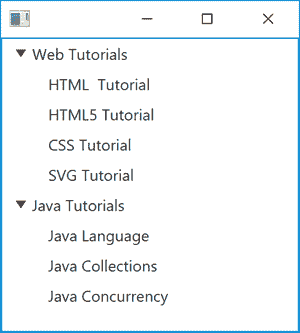 Web Tutorials
HTML  Tutorial
HTML5 Tutorial
CSS Tutorial
SVG Tutorial
Java Tutorials
Java Language
Java Collections
Java Concurrency